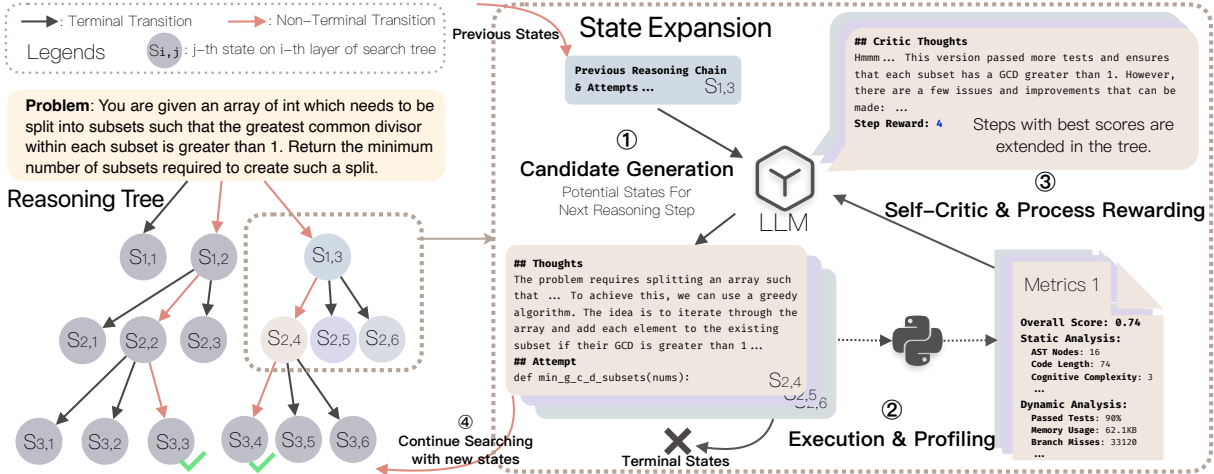 : Terminal Transition
: Non-Terminal Transition
Legends
Si,j
: j-th state on i-th layer of search tree
Problem: You are given an array of int which needs to be
split into subsets such that the greatest common divisor
within each subset is greater than 1. Return the minimum
number of subsets required to create such a split.
Reasoning Tree
S1,1
S1,2
S1,3
S2,1
S2,2
S2,3
S2,4
S2,5
S2,6
S3,1
S3,2
S3,3
S3,4
S3,5
S3,6
Previous States
State Expansion
Previous Reasoning Chain
& Attempts...
S1,3
①
Candidate Generation
Potential States For
Next Reasoning Step
LLM
## Critic Thoughts
Hmmm... This version passed more tests and ensures
that each subset has a GCD greater than 1. However,
there are a few issues and improvements that can be
made: ...
Step Reward: 4
Steps with best scores are
extended in the tree.
③
Self-Critic & Process Rewarding
## Thoughts
The problem requires splitting an array such
that ... To achieve this, we can use a greedy
algorithm. The idea is to iterate through the
array and add each element to the existing
subset if their GCD is greater than 1...
## Attempt
def min_g_c_d_subsets(nums):
S2,4
S2,5
S2,6
②
Execution & Profiling
Metrics 1
Overall Score: 0.74
Static Analysis:
AST Nodes: 16
Code Length: 74
Cognitive Complexity: 3
...
Dynamic Analysis:
Passed Tests: 90%
Memory Usage: 62.1KB
Branch Misses: 33120
...
④
Continue Searching
with new states
Terminal States